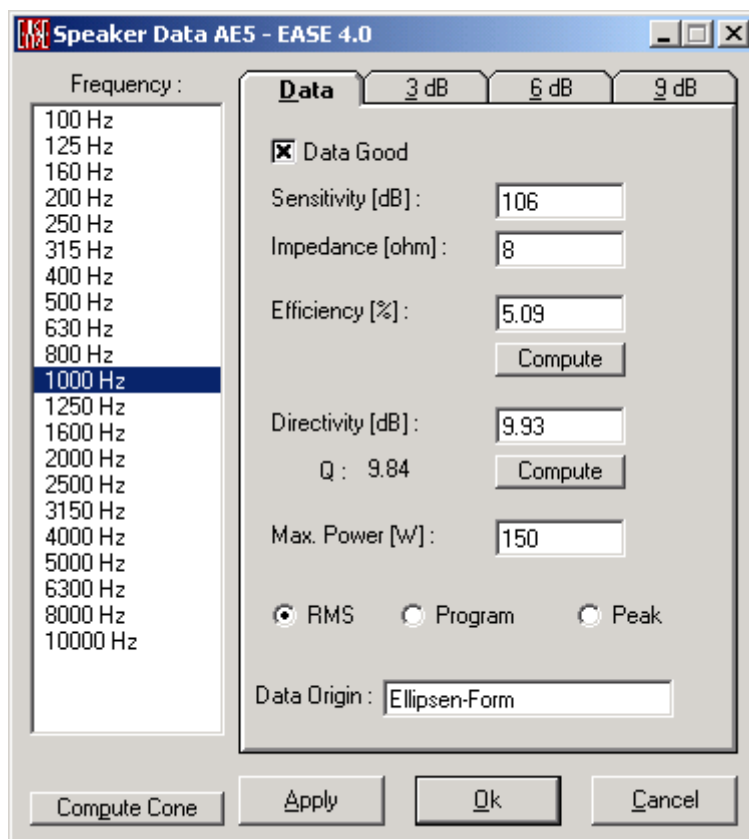 Speaker Data AE5 - EASE 4.0
Frequency :
100 Hz
125 Hz
160 Hz
200 Hz
250 Hz
315 Hz
400 Hz
500 Hz
630 Hz
800 Hz
1000 Hz
1250 Hz
1600 Hz
2000 Hz
2500 Hz
3150 Hz
4000 Hz
5000 Hz
6300 Hz
8000 Hz
10000 Hz
Compute Cone
Data 3 dB 6 dB 9 dB
Data Good
Sensitivity [dB] : 106
Impedance [ohm] : 8
Efficiency [%] : 5.09
Compute
Directivity [dB] : 9.93
Q : 9.84 Compute
Max. Power [W] : 150
RMS Program Peak
Data Origin : Ellipsen-Form
Apply Ok Cancel